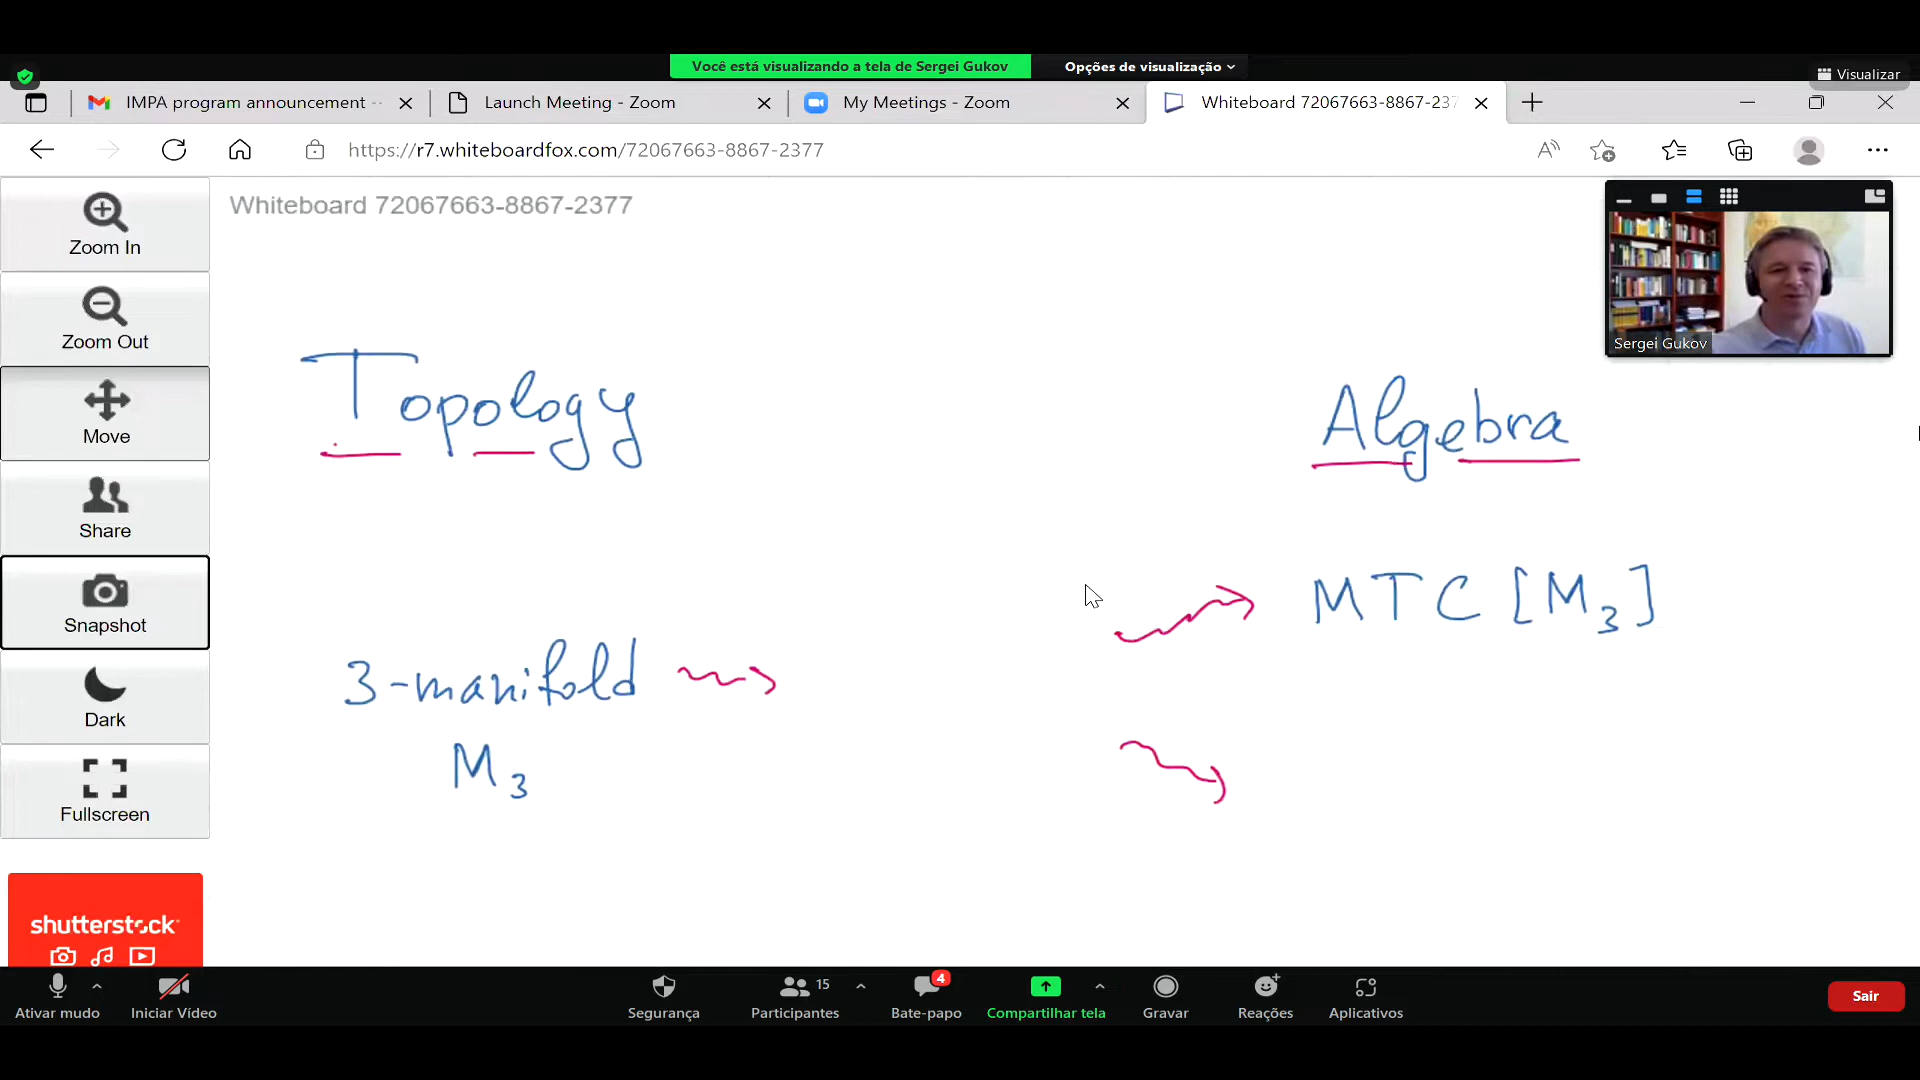 Você está visualizando a tela de Sergei Gukov
Opções de visualização
Visualizar
IMPA program announcement --
Launch Meeting - Zoom
My Meetings - Zoom
Whiteboard 72067663-8867-237
https://r7.whiteboardfox.com/72067663-8867-2377
Whiteboard 72067663-8867-2377
Zoom In
Zoom Out
Move
Share
Snapshot
Dark
Fullscreen
shutterstock
Sergei Gukov
Topology
Algebra
MTC [M3]
3-manifold
M3
Ativar mudo
Iniciar Vídeo
Segurança
Participantes 15
Bate-papo 4
Compartilhar tela
Gravar
Reações
Aplicativos
Sair